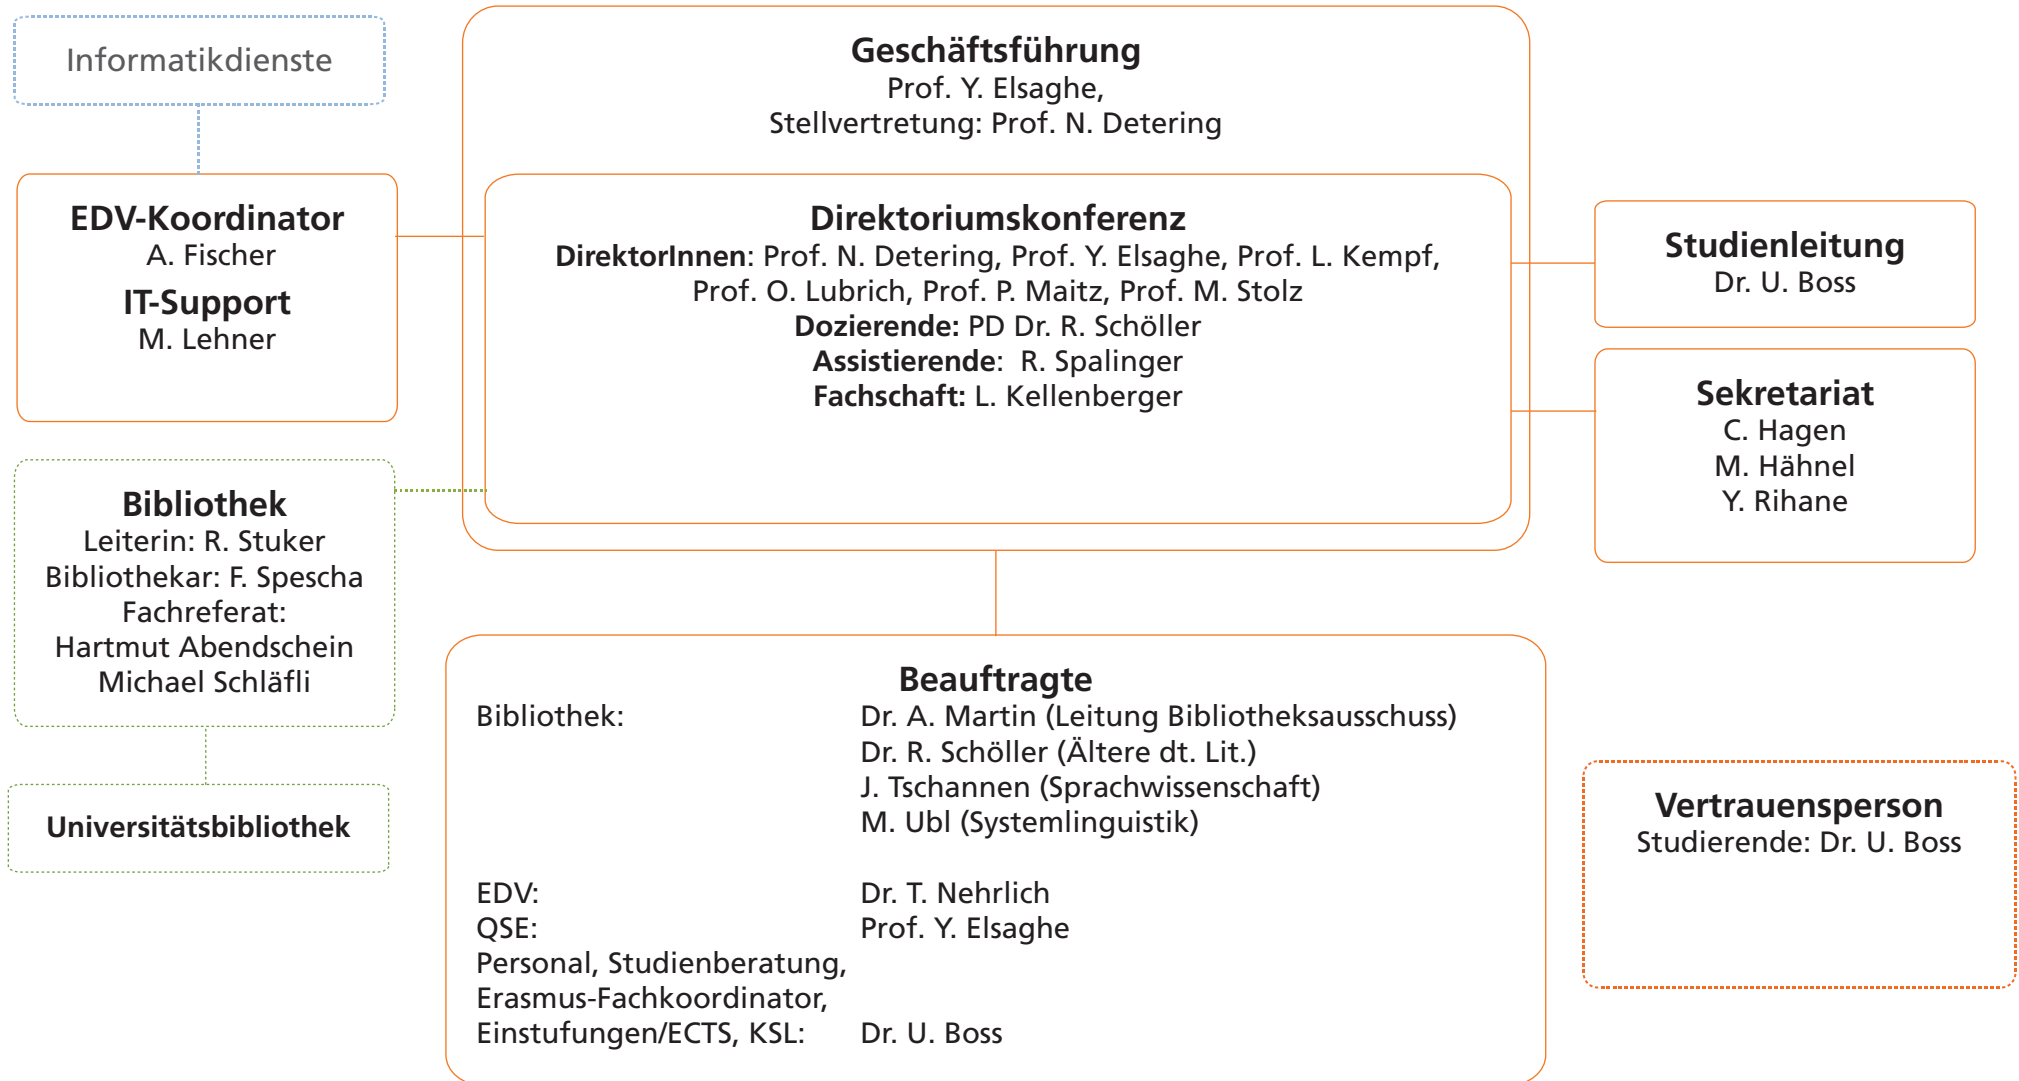 Informatikdienste
Geschäftsführung
Prof. Y. Elsaghe,
Stellvertretung: Prof. N. Detering
EDV-Koordinator
A. Fischer
IT-Support
M. Lehner
Direktoriumskonferenz
DirektorInnen: Prof. N. Detering, Prof. Y. Elsaghe, Prof. L. Kempf,
Prof. O. Lubrich, Prof. P. Maitz, Prof. M. Stolz
Dozierende: PD Dr. R. Schöller
Assistierende: R. Spalinger
Fachschaft: L. Kellenberger
Studienleitung
Dr. U. Boss
Sekretariat
C. Hagen
M. Hähnel
Y. Rihane
Bibliothek
Leiterin: R. Stuker
Bibliothekar: F. Spescha
Fachreferat:
Hartmut Abendschein
Michael Schläfli
Universitätsbibliothek
Beauftragte
Bibliothek: Dr. A. Martin (Leitung Bibliotheksausschuss)
Dr. R. Schöller (Ältere dt. Lit.)
J. Tschannen (Sprachwissenschaft)
M. Ubl (Systemlinguistik)
EDV: Dr. T. Nehrlich
QSE: Prof. Y. Elsaghe
Personal, Studienberatung,
Erasmus-Fachkoordinator,
Einstufungen/ECTS, KSL: Dr. U. Boss
Vertrauensperson
Studierende: Dr. U. Boss